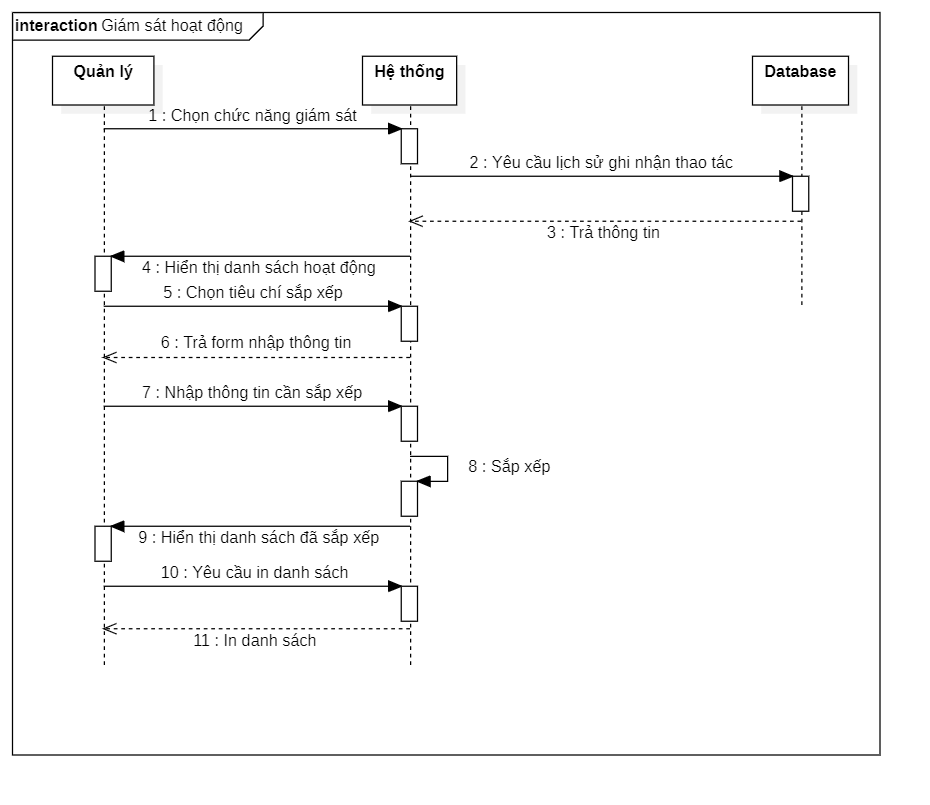 interaction Giám sát hoạt động
Quản lý
Hệ thống
Database
1 : Chọn chức năng giám sát
2 : Yêu cầu lịch sử ghi nhận thao tác
3 : Trả thông tin
4 : Hiển thị danh sách hoạt động
5 : Chọn tiêu chí sắp xếp
6 : Trả form nhập thông tin
7 : Nhập thông tin cần sắp xếp
8 : Sắp xếp
9 : Hiển thị danh sách đã sắp xếp
10 : Yêu cầu in danh sách
11 : In danh sách